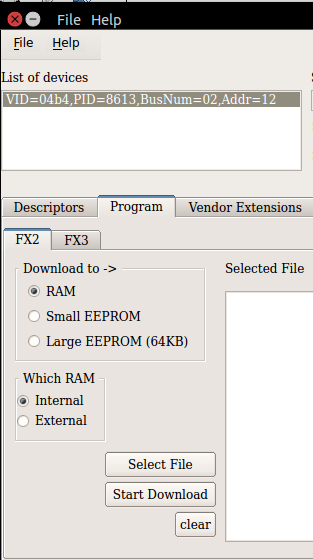 File Help
File Help
List of devices
VID=04b4,PID=8613,BusNum=02,Addr=12
Descriptors Program Vendor Extensions
FX2 FX3
Download to ->
Selected File
RAM
Small EEPROM
Large EEPROM (64KB)
Which RAM
Internal
External
Select File
Start Download
clear